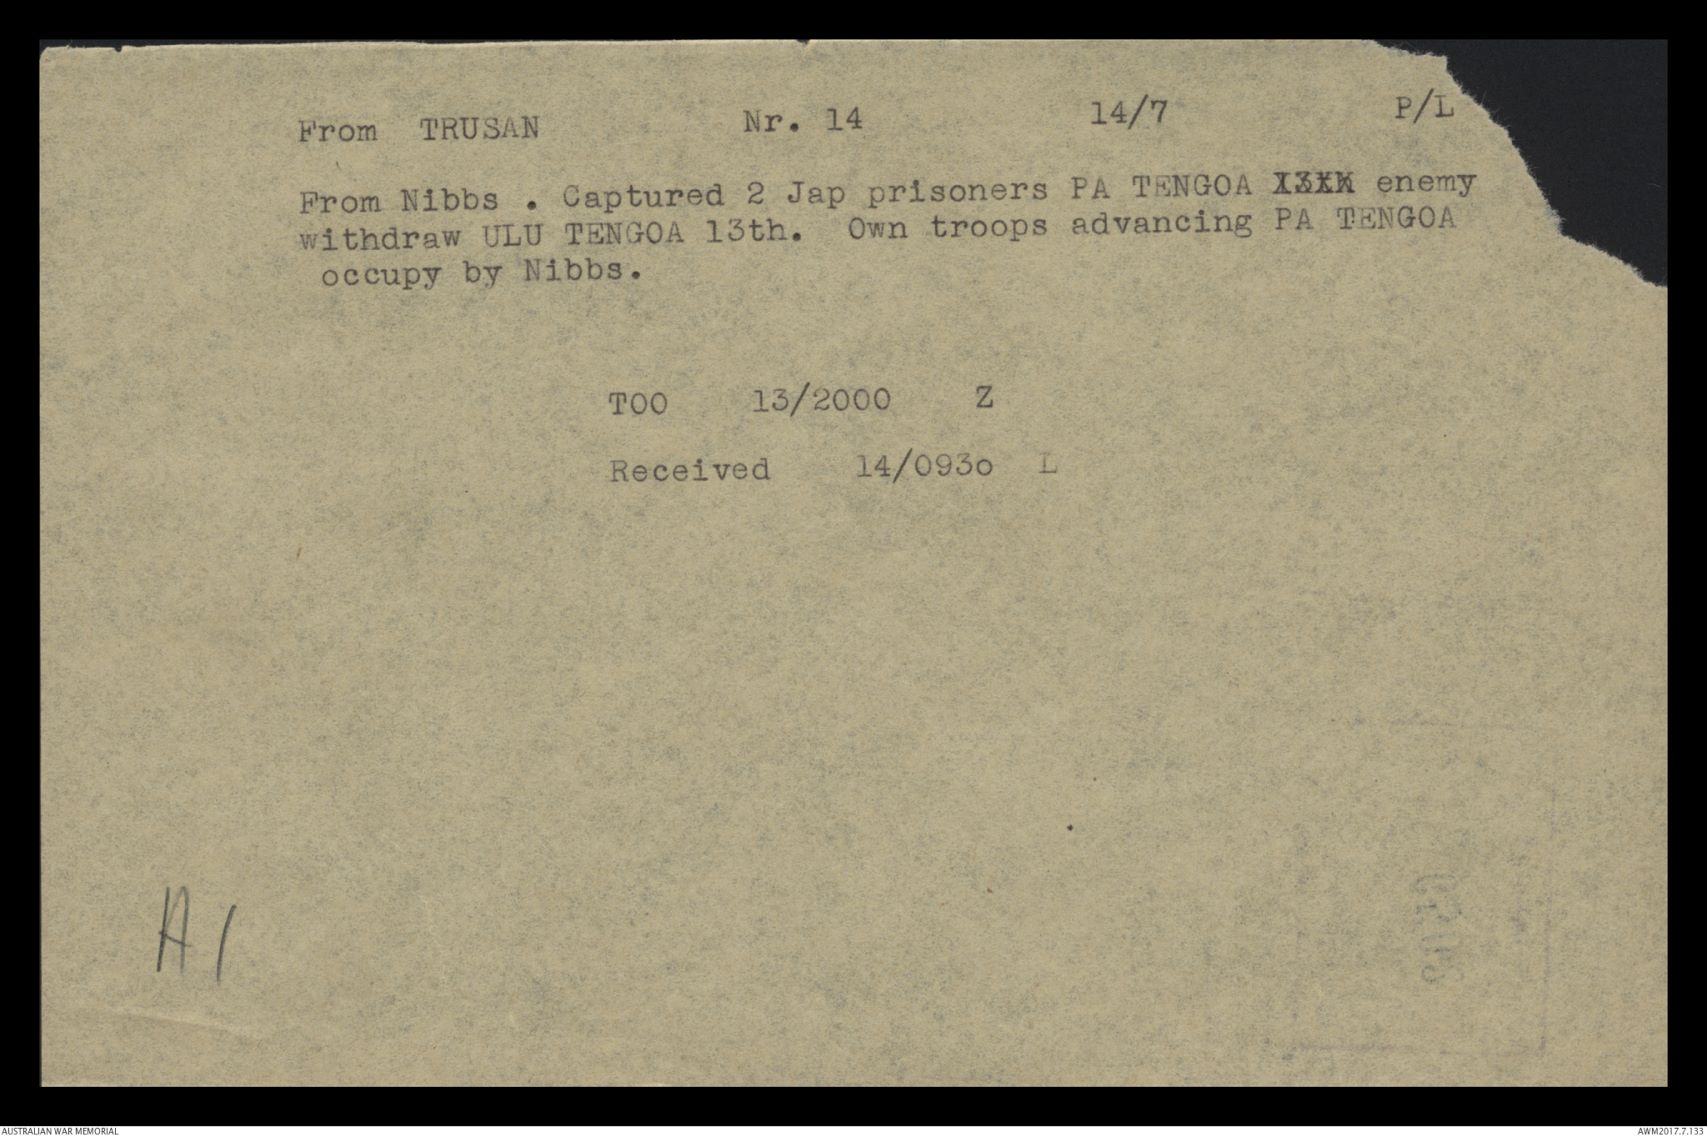 From TRUSAN Nr. 14 14/7 P/L
From Nibbs . Captured 2 Jap prisoners PA TENGOA enemy
withdraw ULU TENGOA 13th. Own troops advancing PA TENGOA
occupy by Nibbs.
TOO 13/2000 Z
Received 14/093o L
A1
AUSTRALIAN WAR MEMORIAL AWM2017.7.133